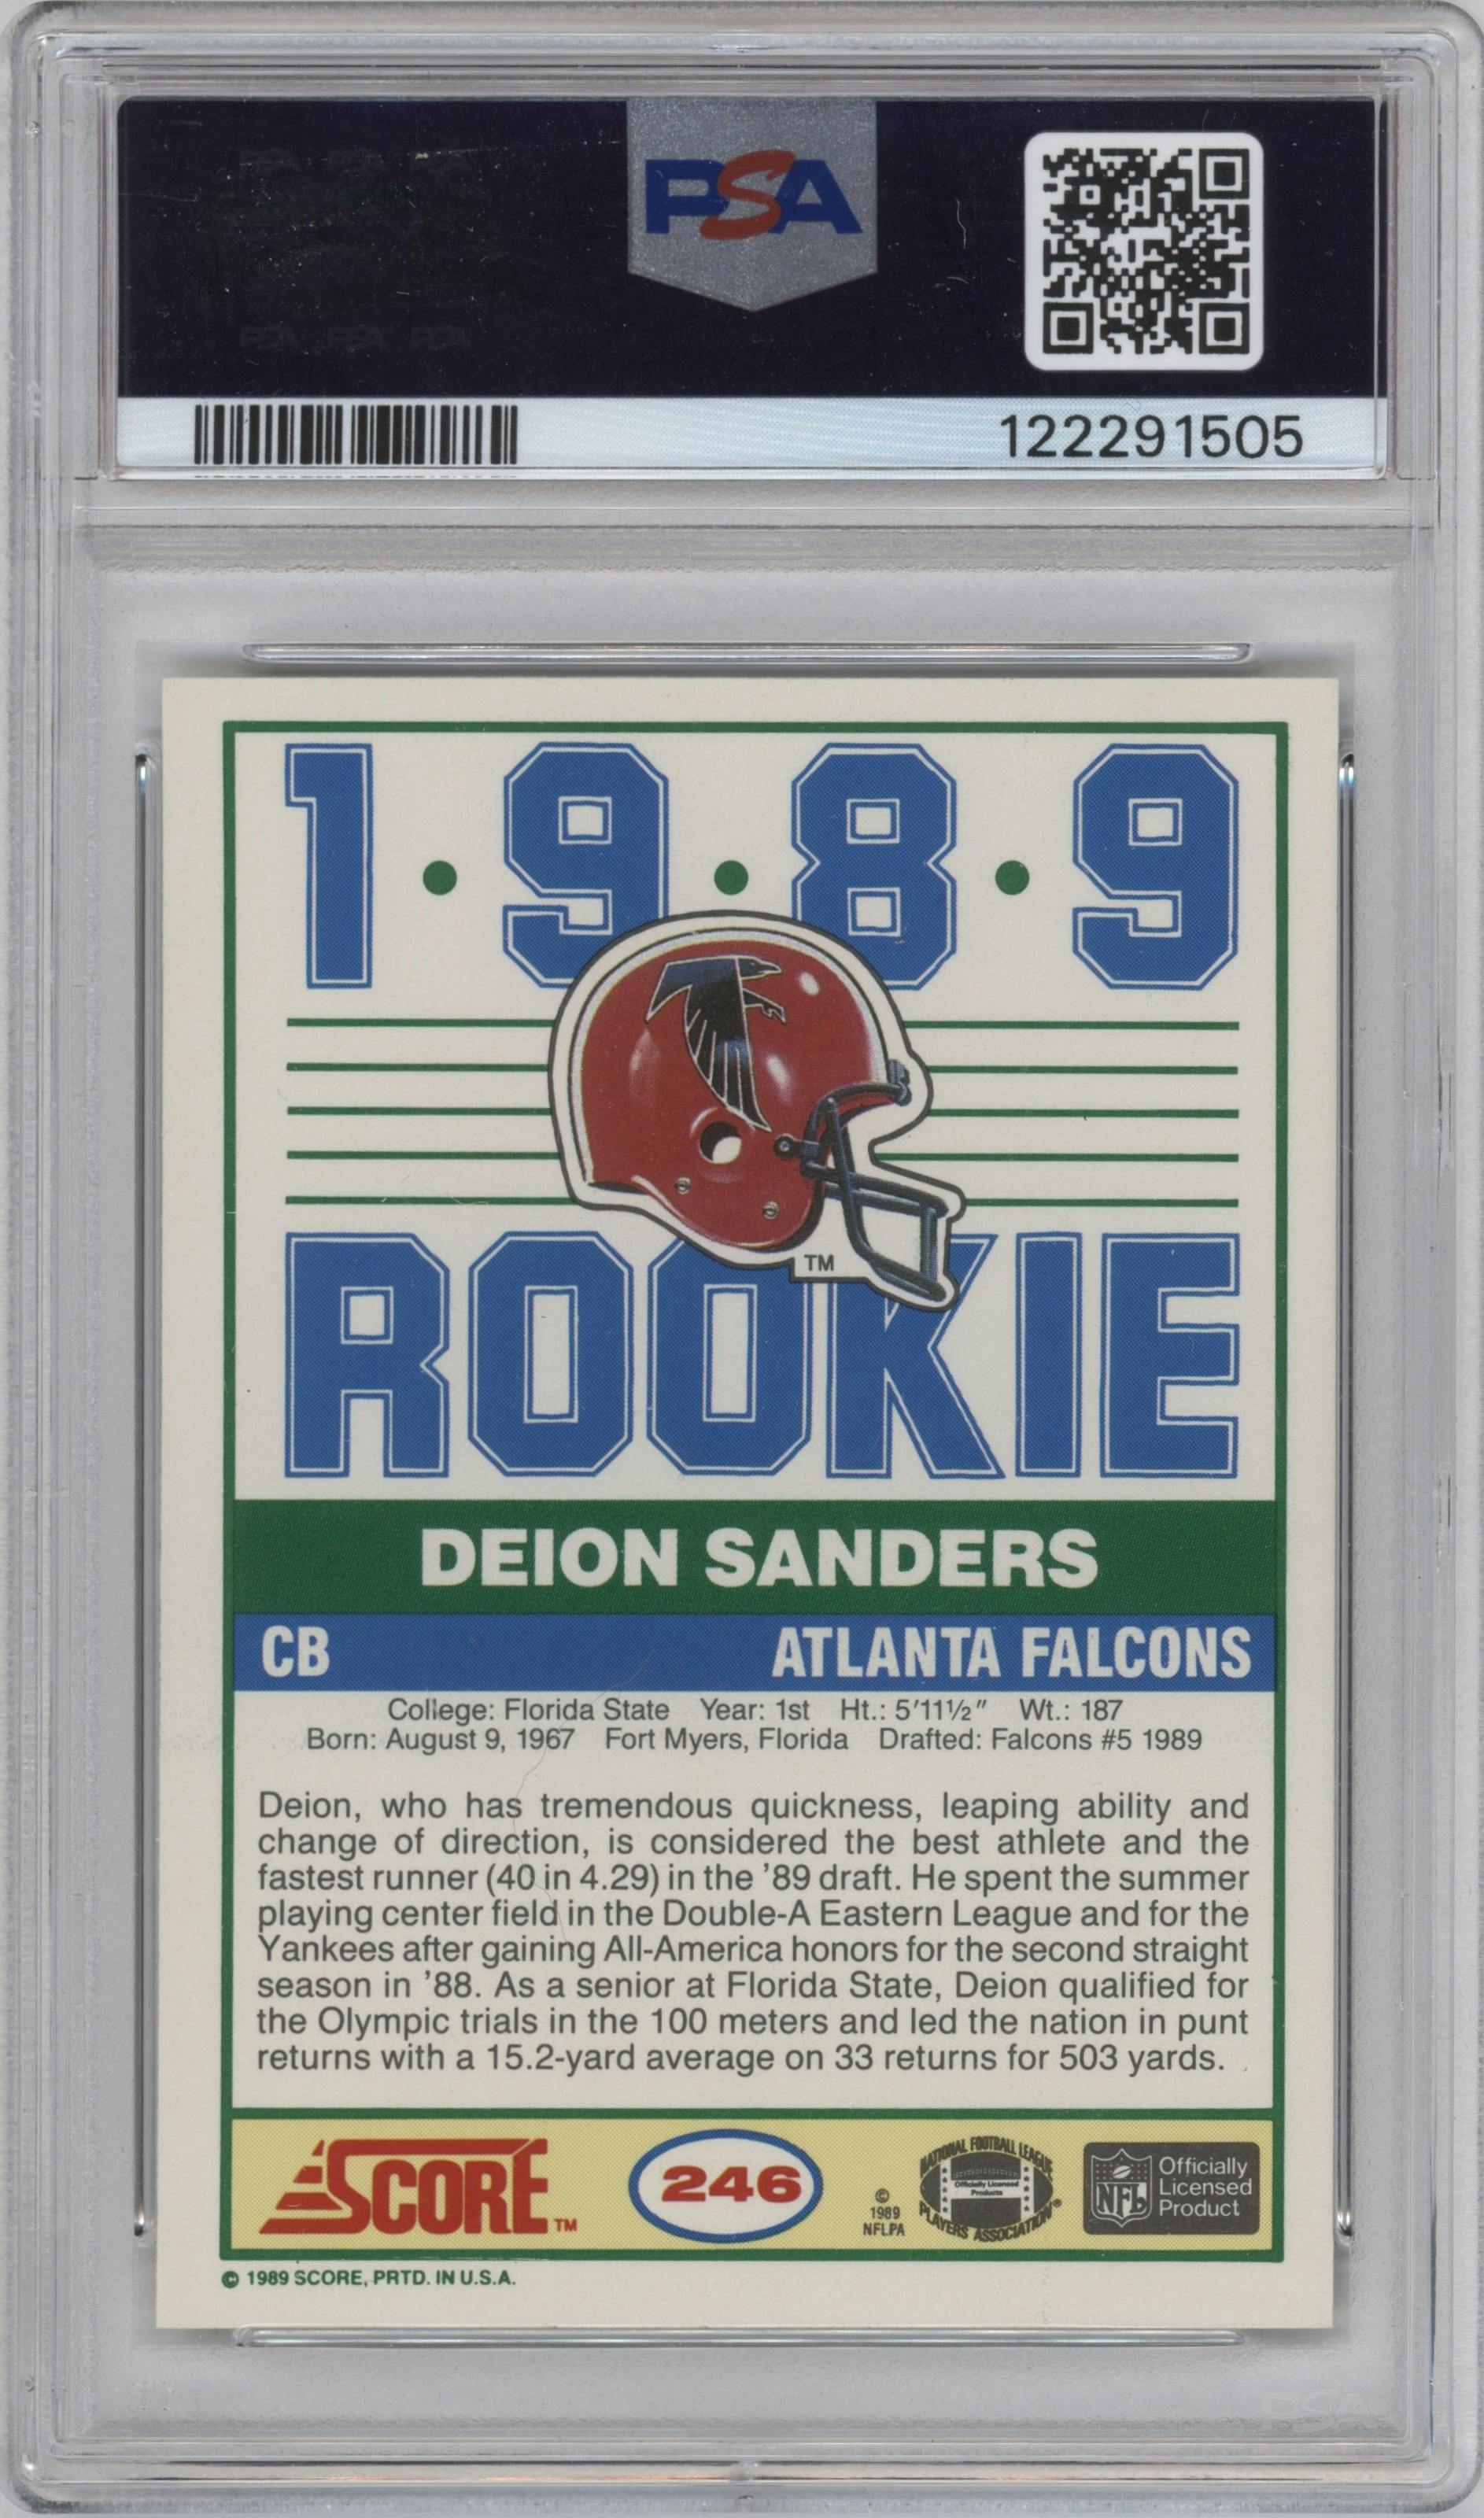 PSA
122291505
1•9•8•9
TM
ROOKIE
DEION SANDERS
CB ATLANTA FALCONS
College: Florida State Year: 1st Ht.: 5'11½" Wt.: 187
Born: August 9, 1967 Fort Myers, Florida Drafted: Falcons #5 1989
Deion, who has tremendous quickness, leaping ability and
change of direction, is considered the best athlete and the
fastest runner (40 in 4.29) in the '89 draft. He spent the summer
playing center field in the Double-A Eastern League and for the
Yankees after gaining All-America honors for the second straight
season in '88. As a senior at Florida State, Deion qualified for
the Olympic trials in the 100 meters and led the nation in punt
returns with a 15.2-yard average on 33 returns for 503 yards.
SCORE™
246
© 1989 NFLPA
NATIONAL FOOTBALL LEAGUE
Officially Licensed
Products
PLAYERS ASSOCIATION®
NFL
Officially
Licensed
Product
© 1989 SCORE, PRTD. IN U.S.A.